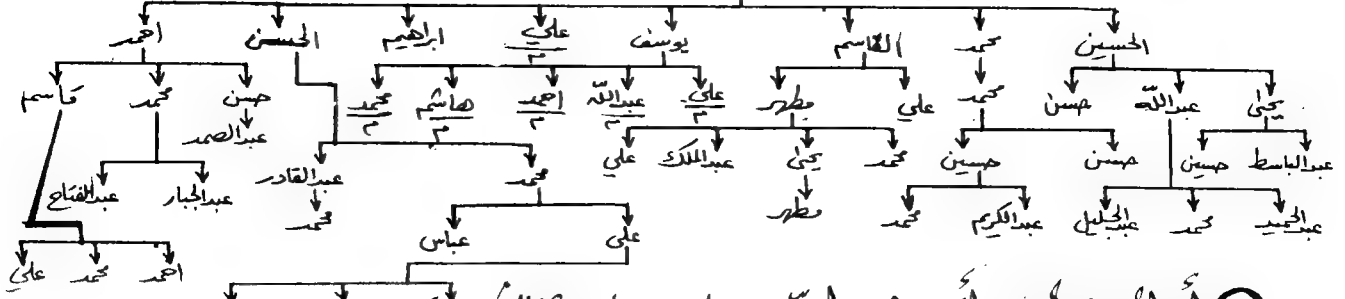 الحسين محمد القاسم يوسف علي ابراهيم الحسن احمد
م
يحيى عبدالله حسن محمد علي مطهر علي عبدالله احمد هاشم محمد حسن محمد قاسم
م م م م م
عبدالصمد
عبدالباسط حسين حسن حسين محمد يحيى عبدالملك علي محمد عبدالقادر عبدالجبار عبدالفتاح
عبدالحميد محمد عبدالجليل عبدالكريم محمد مطهر محمد
علي عباس
احمد محمد علي